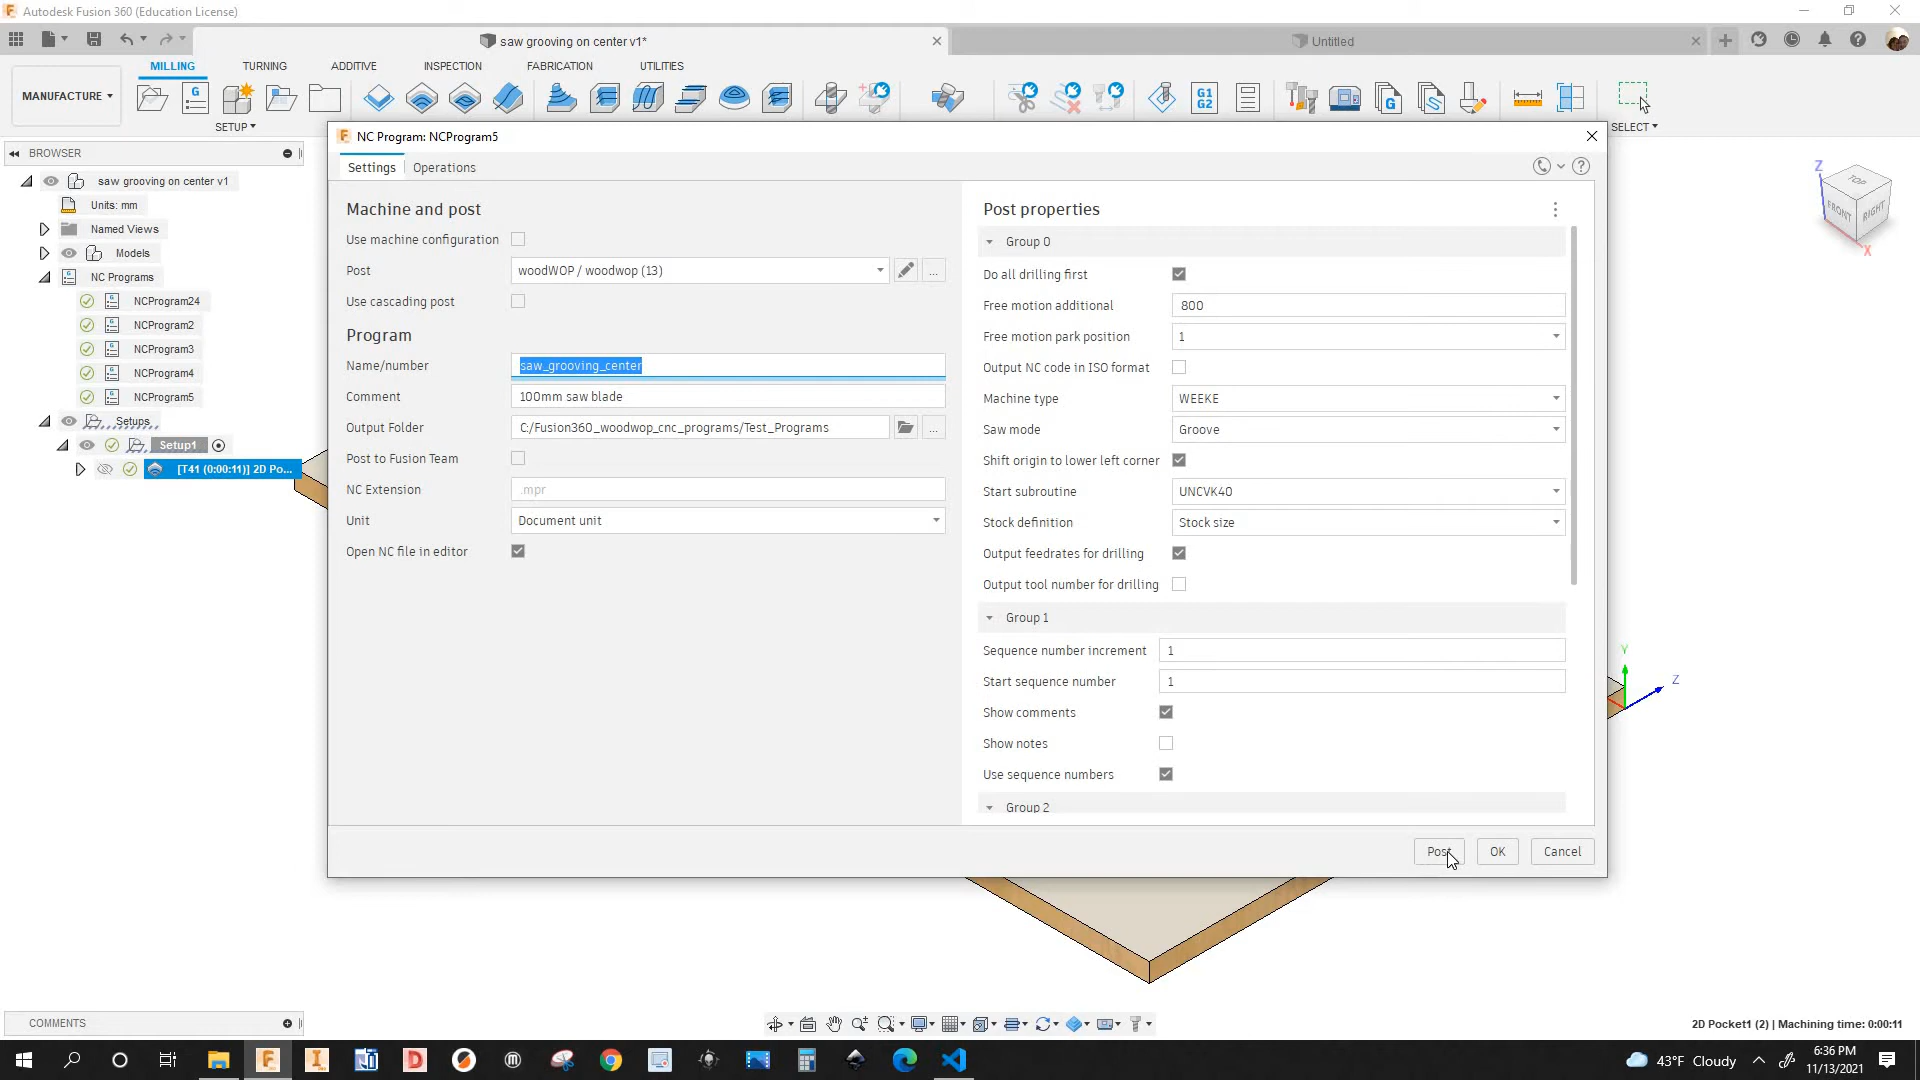 Autodesk Fusion 360 (Education License)
saw grooving on center v1*
Untitled
MILLING
TURNING
ADDITIVE
INSPECTION
FABRICATION
UTILITIES
MANUFACTURE
SETUP
SELECT
BROWSER
saw grooving on center v1
Units: mm
Named Views
Models
NC Programs
NCProgram24
NCProgram2
NCProgram3
NCProgram4
NCProgram5
Setups
Setup1
[T41 (0:00:11)] 2D Po...
NC Program: NCProgram5
Settings
Operations
Machine and post
Use machine configuration
Post
woodWOP / woodwop (13)
...
Use cascading post
Program
Name/number
saw_grooving_center
Comment
100mm saw blade
Output Folder
C:/Fusion360_woodwop_cnc_programs/Test_Programs
...
Post to Fusion Team
NC Extension
.mpr
Unit
Document unit
Open NC file in editor
Post properties
Group 0
Do all drilling first
Free motion additional
800
Free motion park position
1
Output NC code in ISO format
Machine type
WEEKE
Saw mode
Groove
Shift origin to lower left corner
Start subroutine
UNCVK40
Stock definition
Stock size
Output feedrates for drilling
Output tool number for drilling
Group 1
Sequence number increment
1
Start sequence number
1
Show comments
Show notes
Use sequence numbers
Group 2
Post
OK
Cancel
Z
TOP
FRONT
RIGHT
X
Y
Z
G
G1
G2
COMMENTS
2D Pocket1 (2) | Machining time: 0:00:11
43°F Cloudy
6:36 PM
11/13/2021